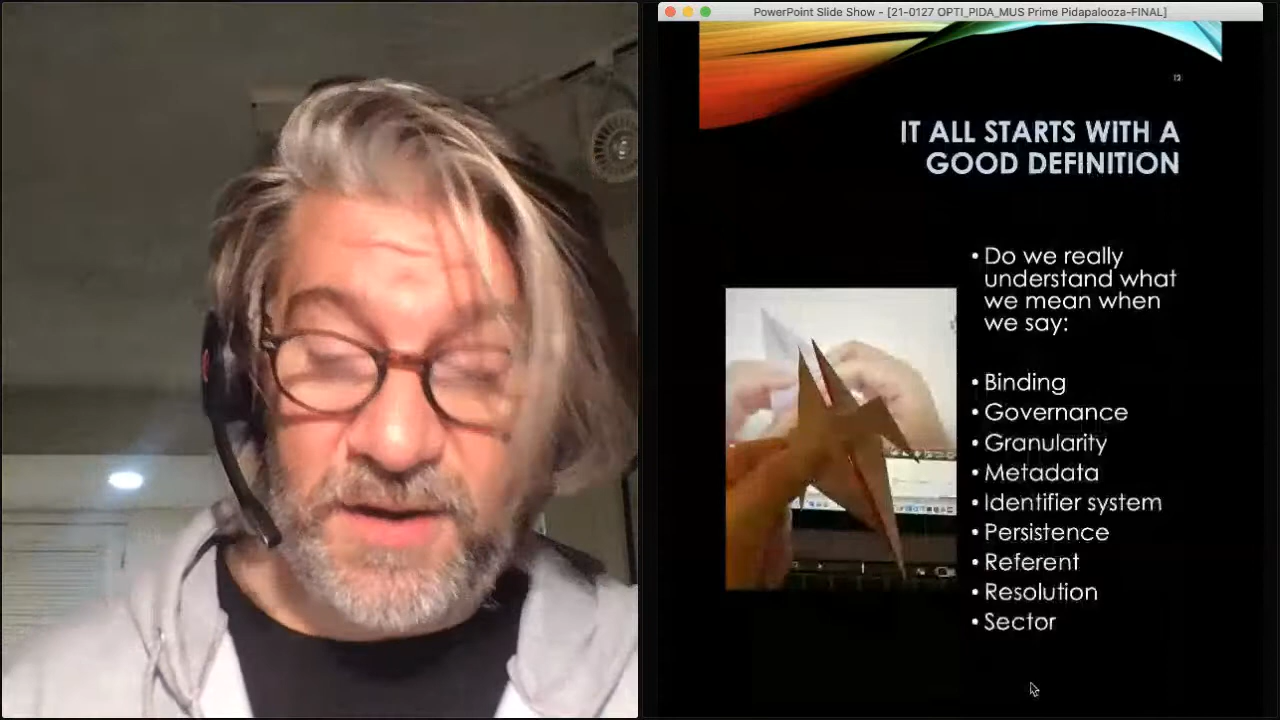 PowerPoint Slide Show - [21-0127 OPTI_PIDA_MUS Prime Pidapalooza-FINAL]
12
IT ALL STARTS WITH A
GOOD DEFINITION
• Do we really
understand what
we mean when
we say:
• Binding
• Governance
• Granularity
• Metadata
• Identifier system
• Persistence
• Referent
• Resolution
• Sector